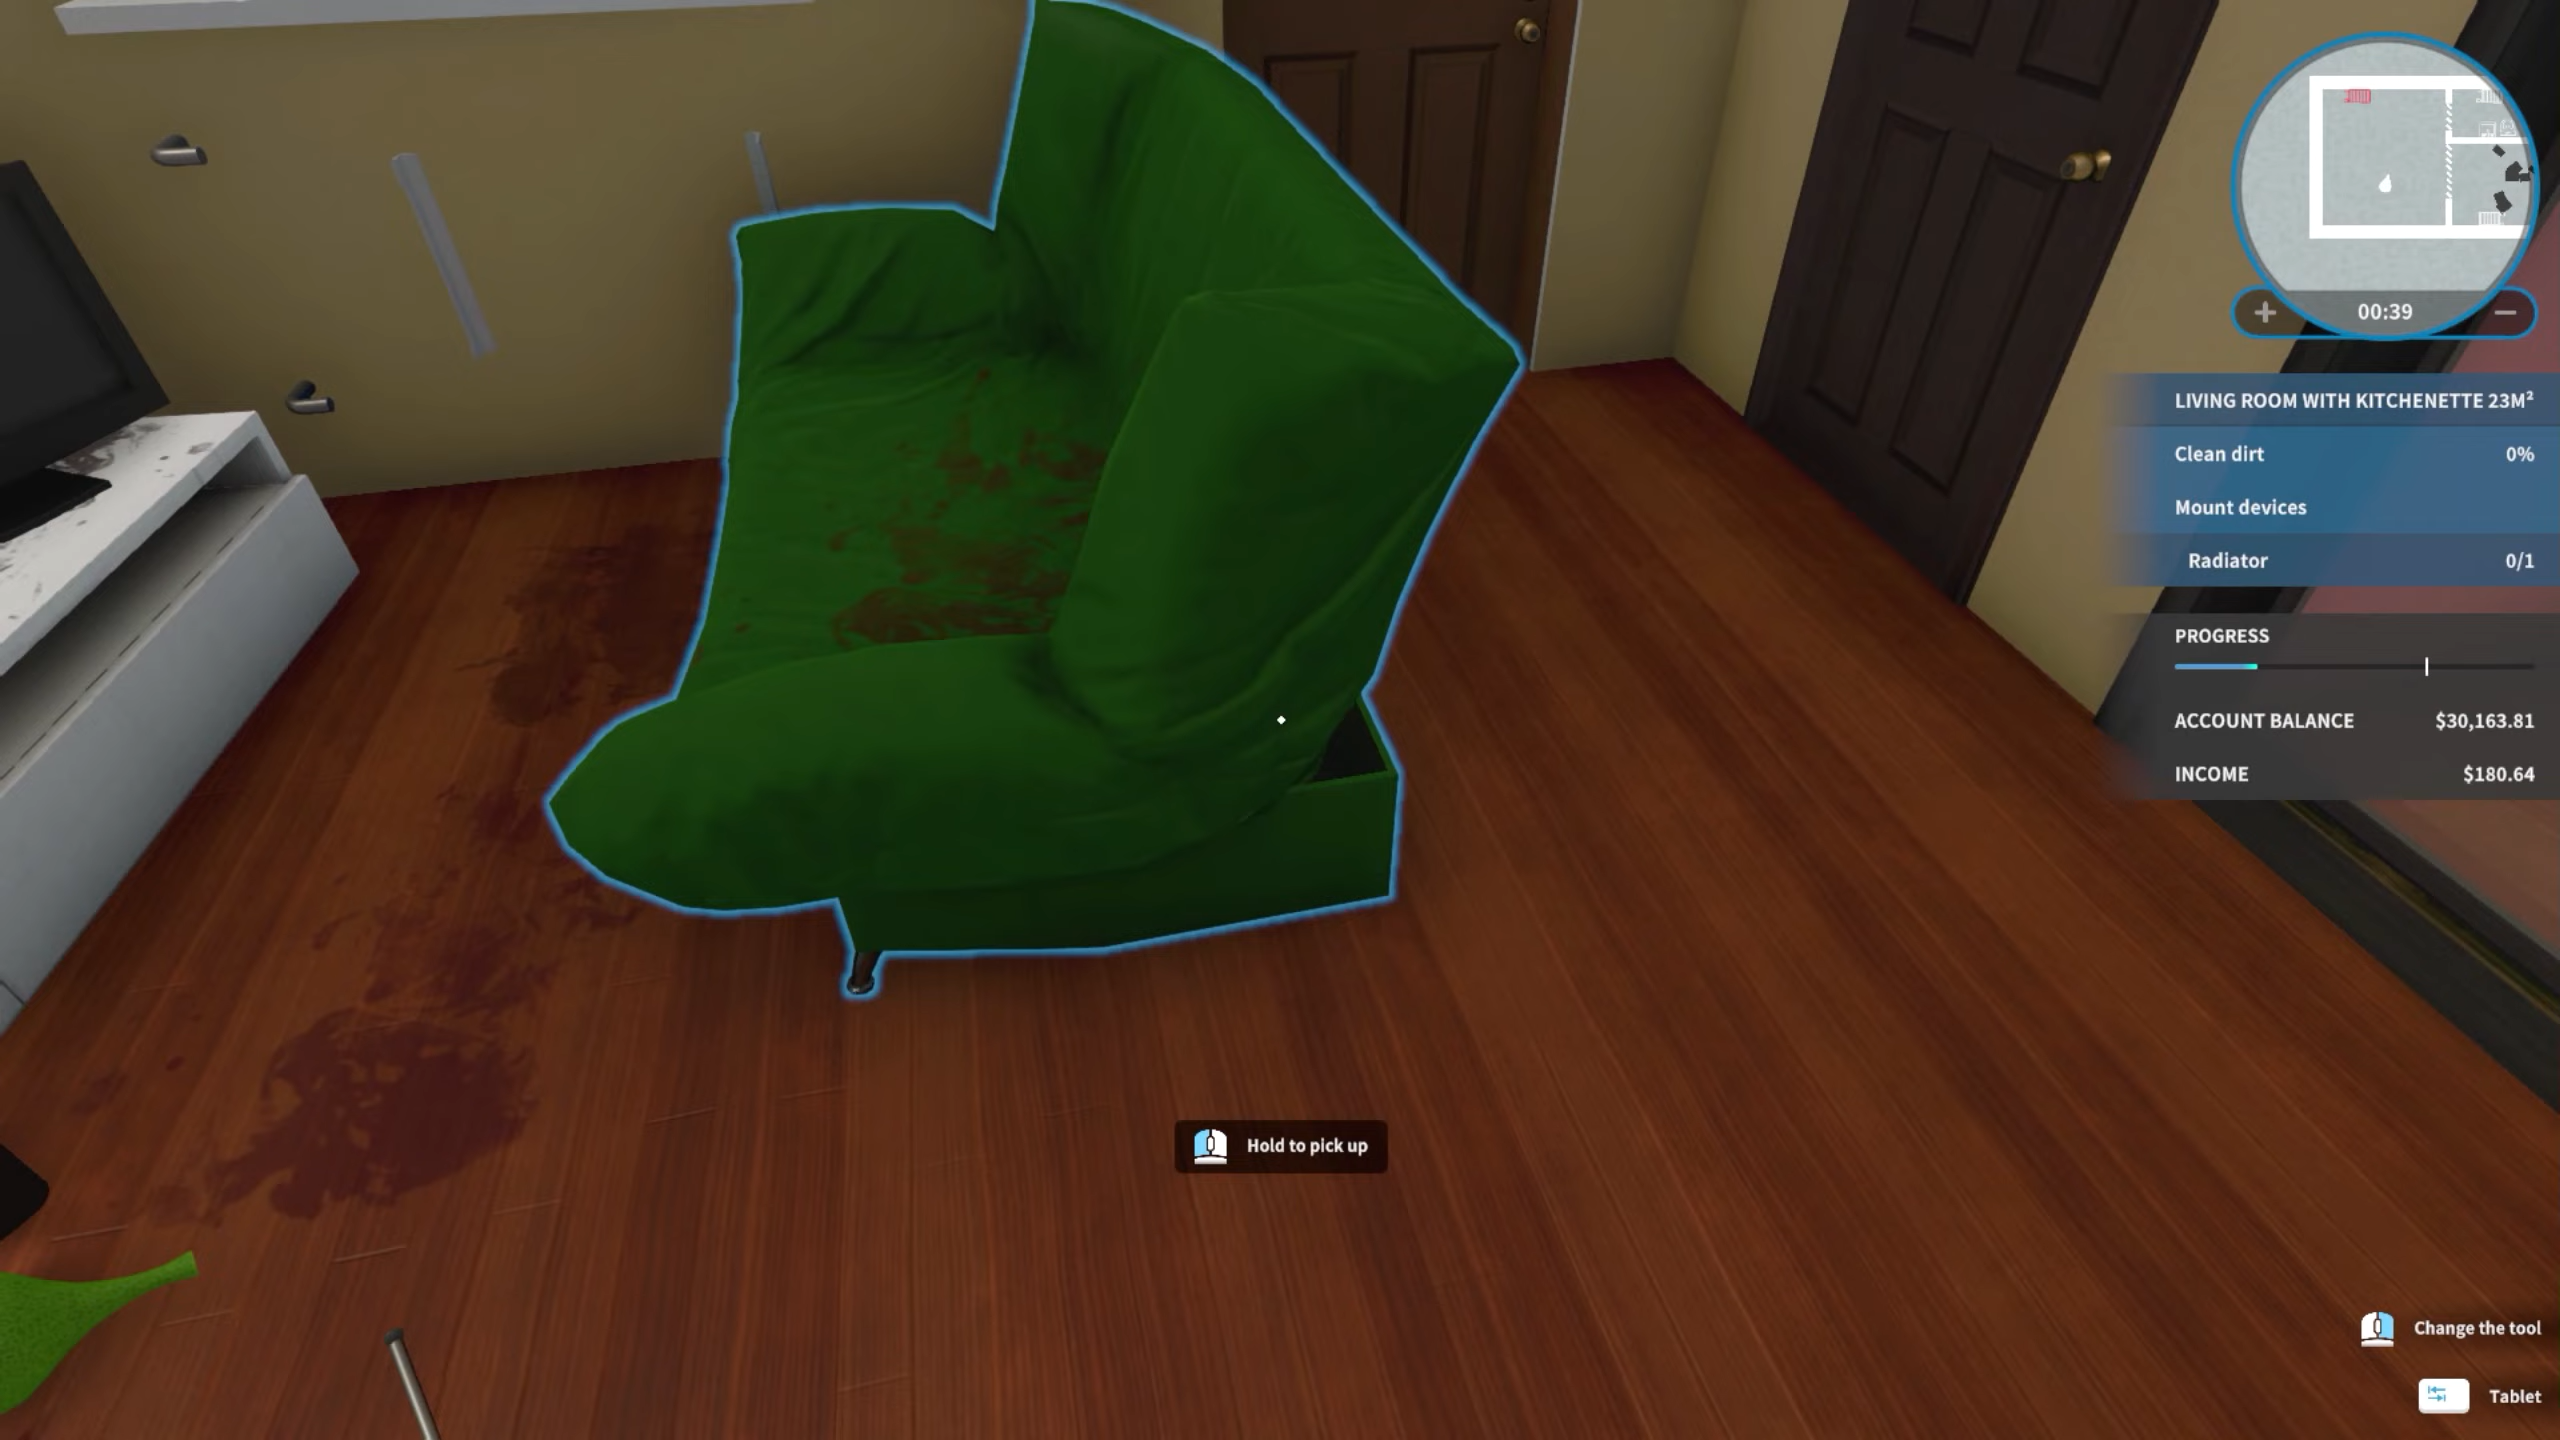 00:39
LIVING ROOM WITH KITCHENETTE 23M²
Clean dirt 0%
Mount devices
Radiator 0/1
PROGRESS
ACCOUNT BALANCE $30,163.81
INCOME $180.64
Hold to pick up
Change the tool
Tablet